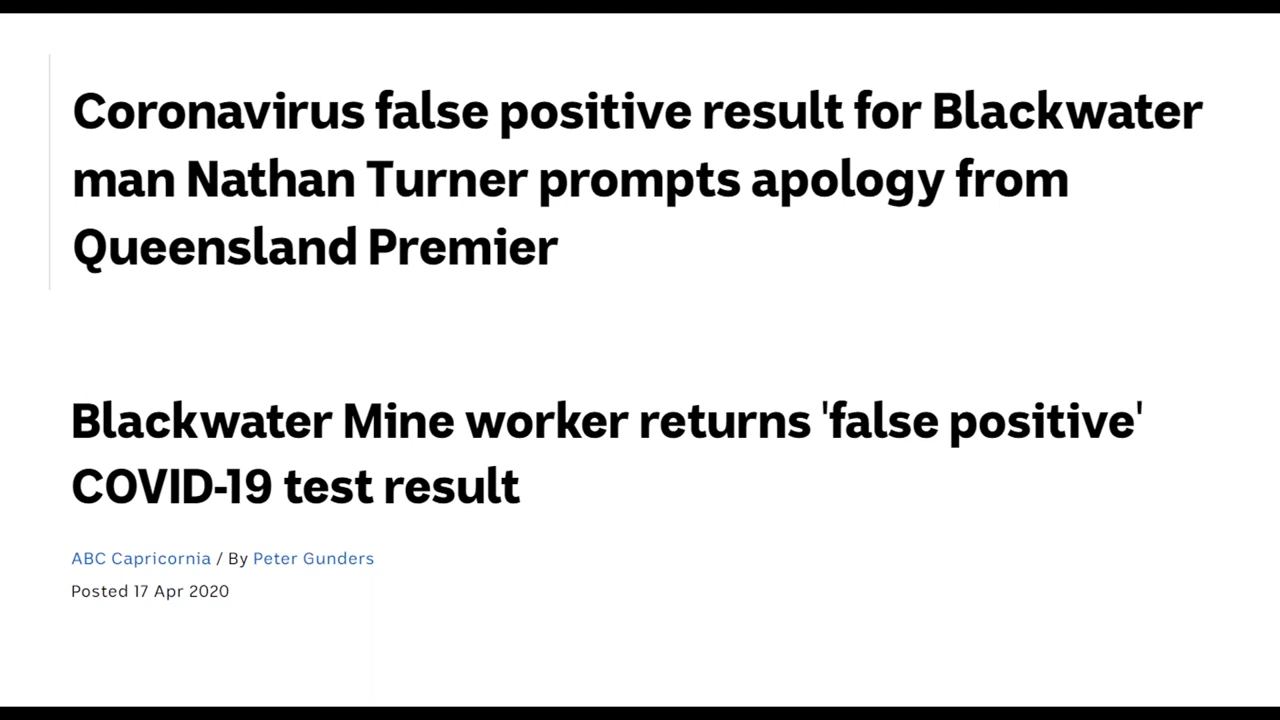 Coronavirus false positive result for Blackwater
man Nathan Turner prompts apology from
Queensland Premier
Blackwater Mine worker returns 'false positive'
COVID-19 test result
ABC Capricornia / By Peter Gunders
Posted 17 Apr 2020